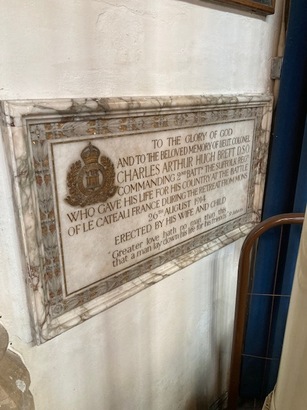 TO THE GLORY OF GOD
AND TO THE BELOVED MEMORY OF LIEUT. COLONEL
CHARLES ARTHUR HUGH BRETT D.S.O.
COMMANDING 2ND BATTN THE SUFFOLK REGT
WHO GAVE HIS LIFE FOR HIS COUNTRY AT THE BATTLE
OF LE CATEAU FRANCE DURING THE RETREAT FROM MONS
26TH AUGUST 1914
ERECTED BY HIS WIFE AND CHILD
"Greater love hath no man than this
that a man lay down his life for his friends"